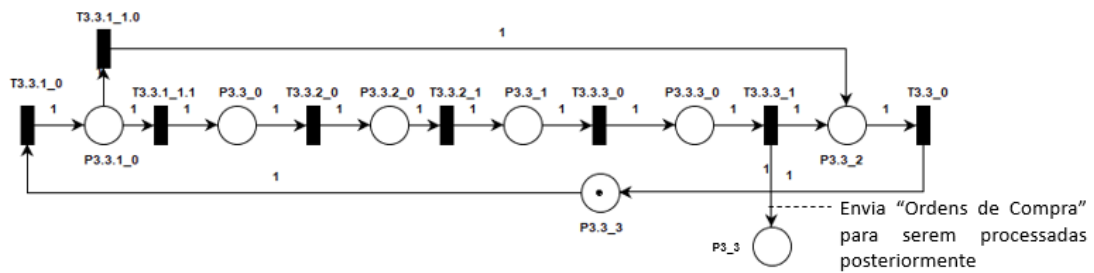 T3.3.1_1.0
1
T3.3.1_0
T3.3.1_1.1
P3.3_0
T3.3.2_0
P3.3.2_0
T3.3.2_1
P3.3_1
T3.3.3_0
P3.3.3_0
T3.3.3_1
T3.3_0
1
1
1
1
1
1
1
1
1
1
1
1
P3.3.1_0
P3.3_2
1
1
1
P3.3_3
P3_3
Envia “Ordens de Compra”
para serem processadas
posteriormente